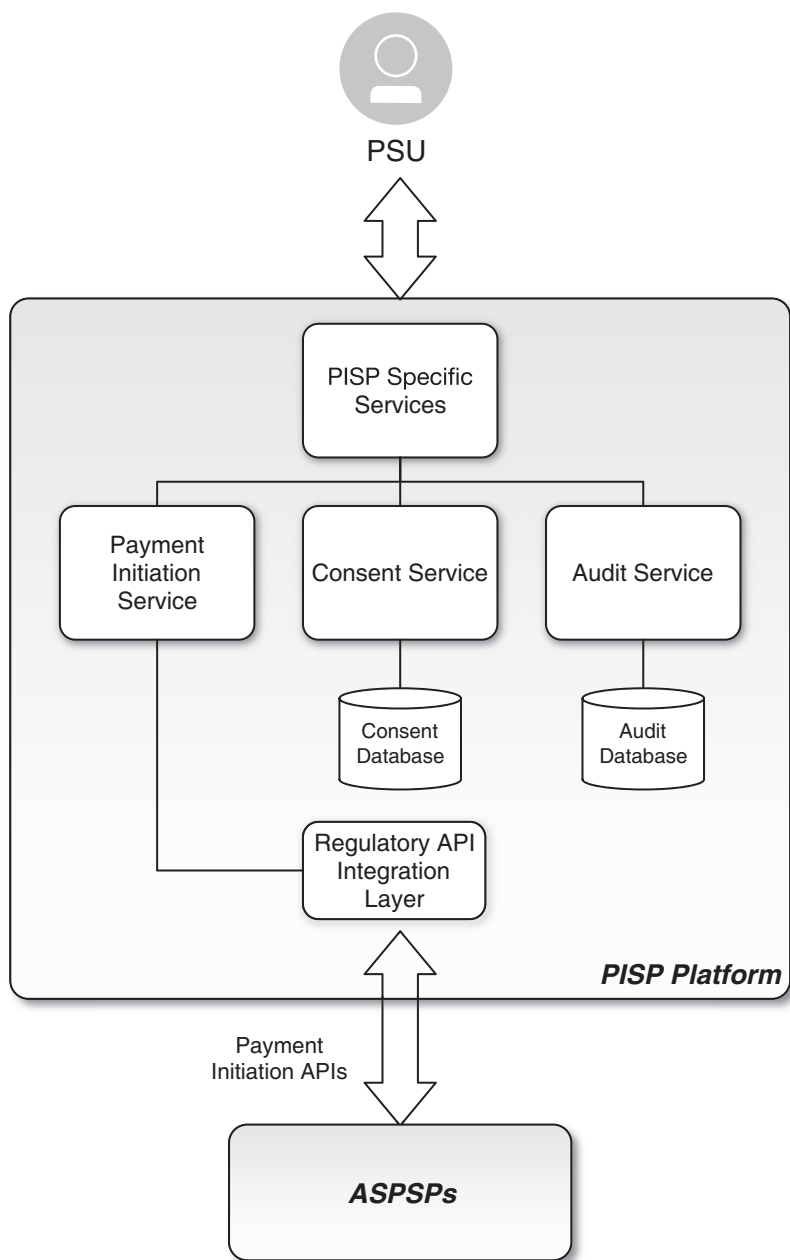 PSU
PISP Specific
Services
Payment
Initiation
Service
Consent Service
Audit Service
Consent
Database
Audit
Database
Regulatory API
Integration
Layer
PISP Platform
Payment
Initiation APIs
ASPSPs